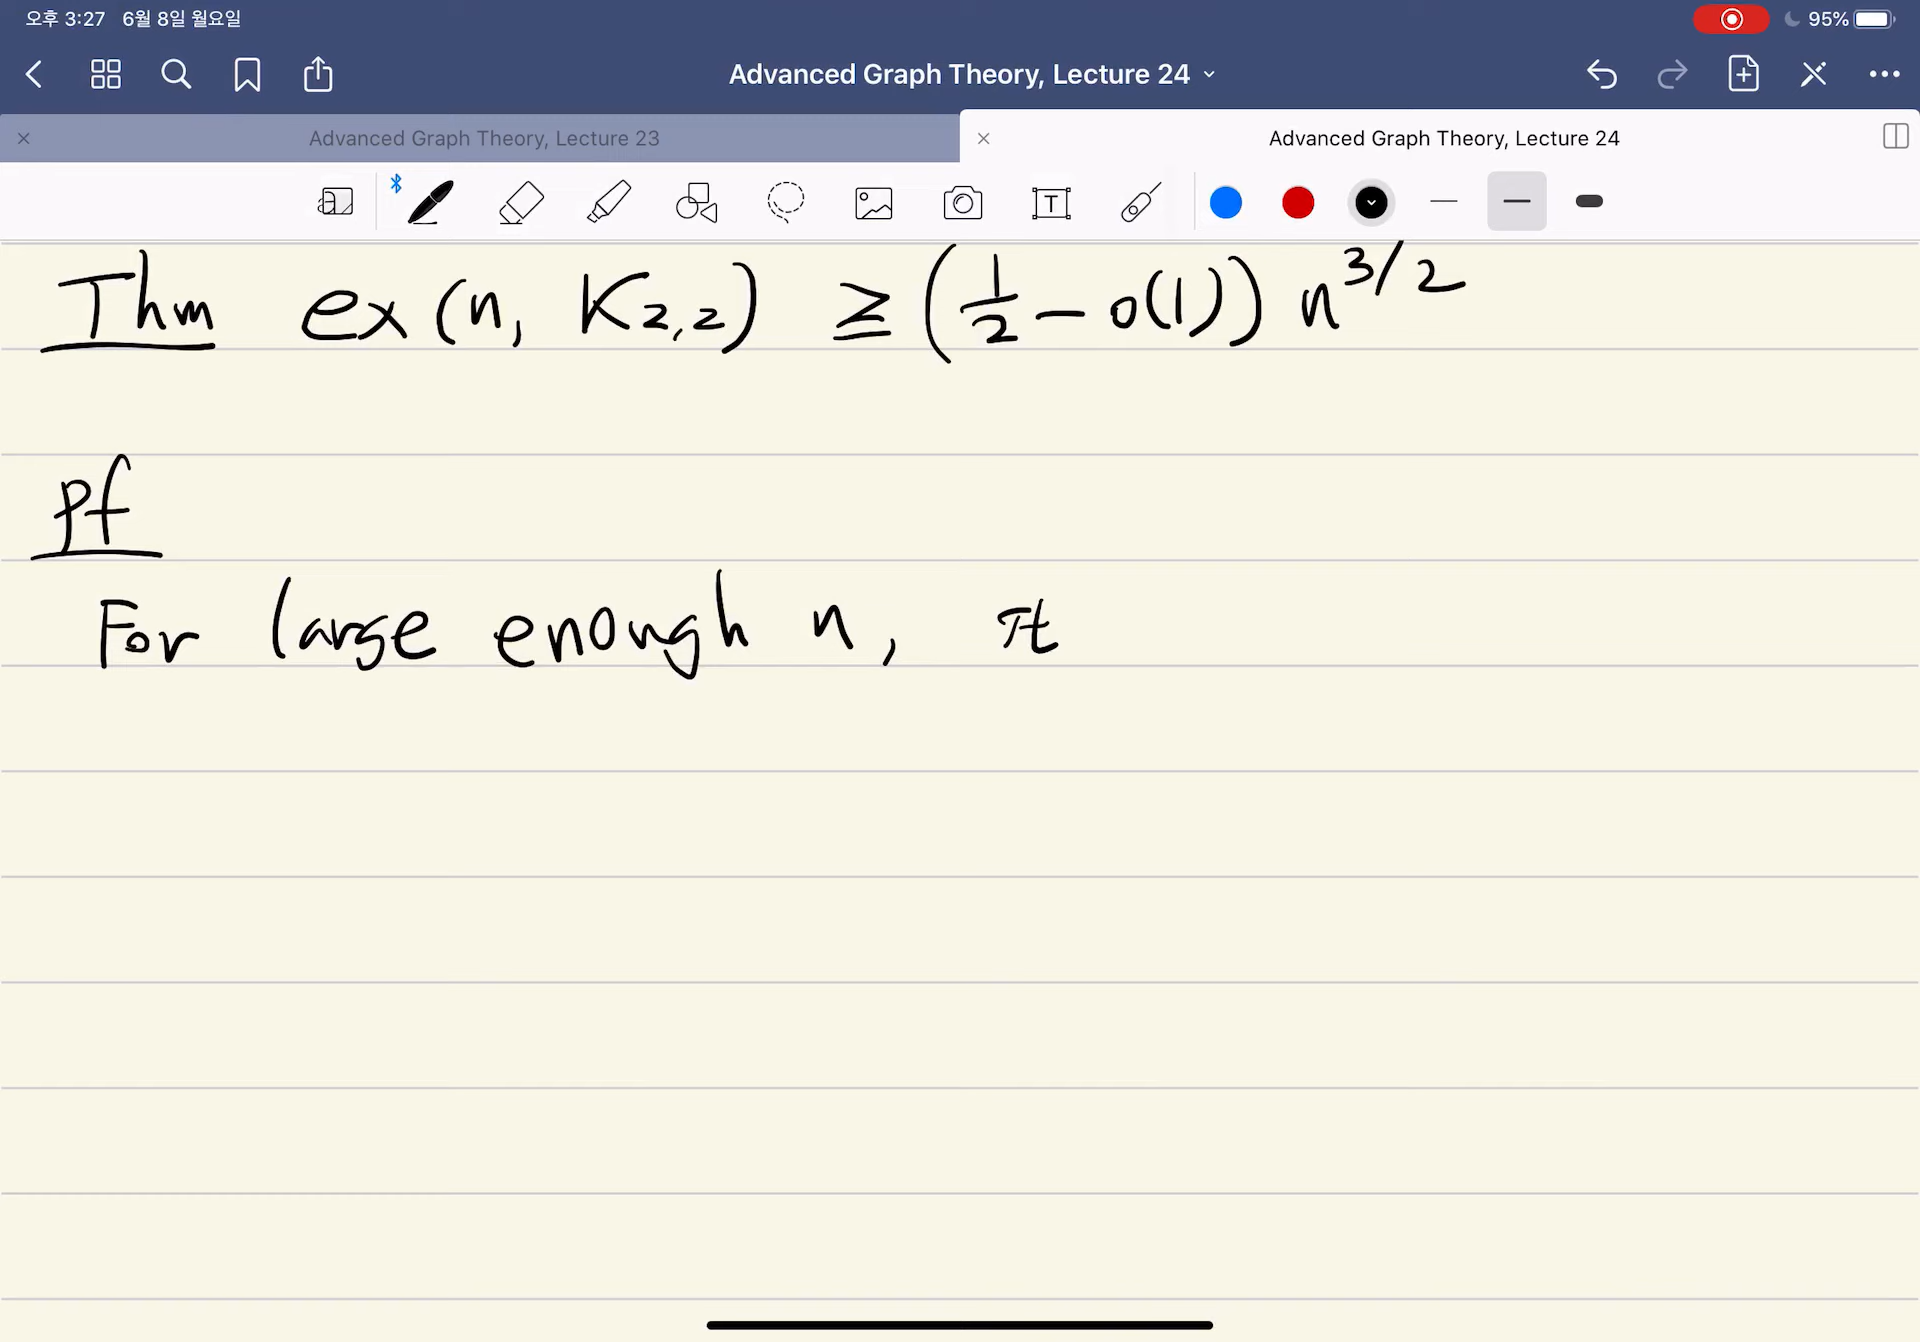 오후 3:27 6월 8일 월요일 95%
Advanced Graph Theory, Lecture 24
Advanced Graph Theory, Lecture 23 Advanced Graph Theory, Lecture 24
Thm ex(n, K₂,₂) ≥ (1/2 - o(1)) n^3/2
pf
For large enough n,